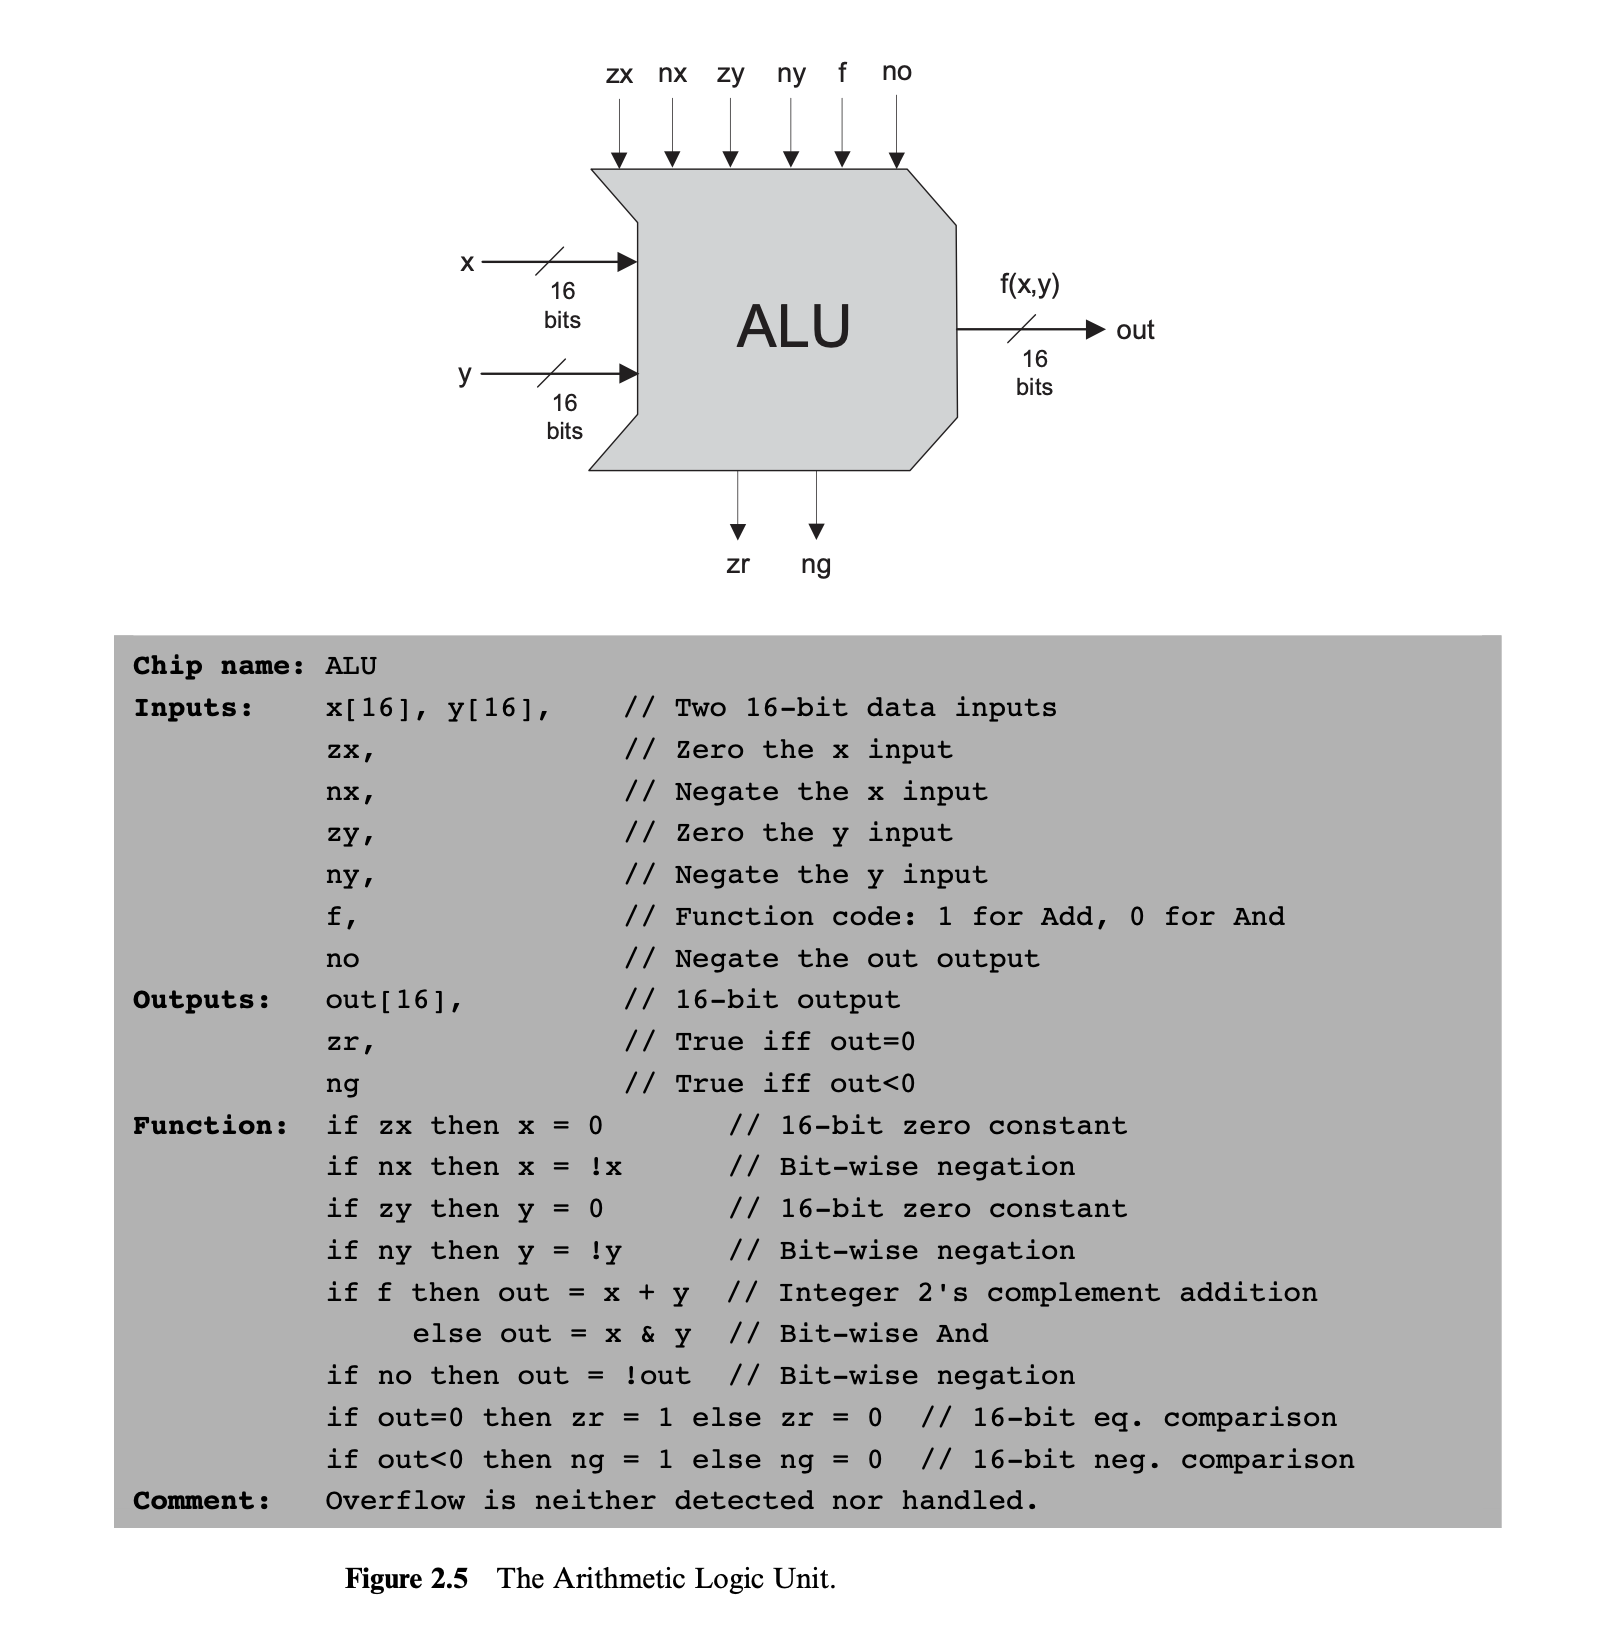 zx nx zy ny f no
x
16
bits
y
16
bits
ALU
f(x,y)
out
16
bits
zr ng
Chip name: ALU
Inputs: x[16], y[16], // Two 16-bit data inputs
zx, // Zero the x input
nx, // Negate the x input
zy, // Zero the y input
ny, // Negate the y input
f, // Function code: 1 for Add, 0 for And
no // Negate the out output
Outputs: out[16], // 16-bit output
zr, // True iff out=0
ng // True iff out<0
Function: if zx then x = 0 // 16-bit zero constant
if nx then x = !x // Bit-wise negation
if zy then y = 0 // 16-bit zero constant
if ny then y = !y // Bit-wise negation
if f then out = x + y // Integer 2's complement addition
else out = x & y // Bit-wise And
if no then out = !out // Bit-wise negation
if out=0 then zr = 1 else zr = 0 // 16-bit eq. comparison
if out<0 then ng = 1 else ng = 0 // 16-bit neg. comparison
Comment: Overflow is neither detected nor handled.
Figure 2.5 The Arithmetic Logic Unit.